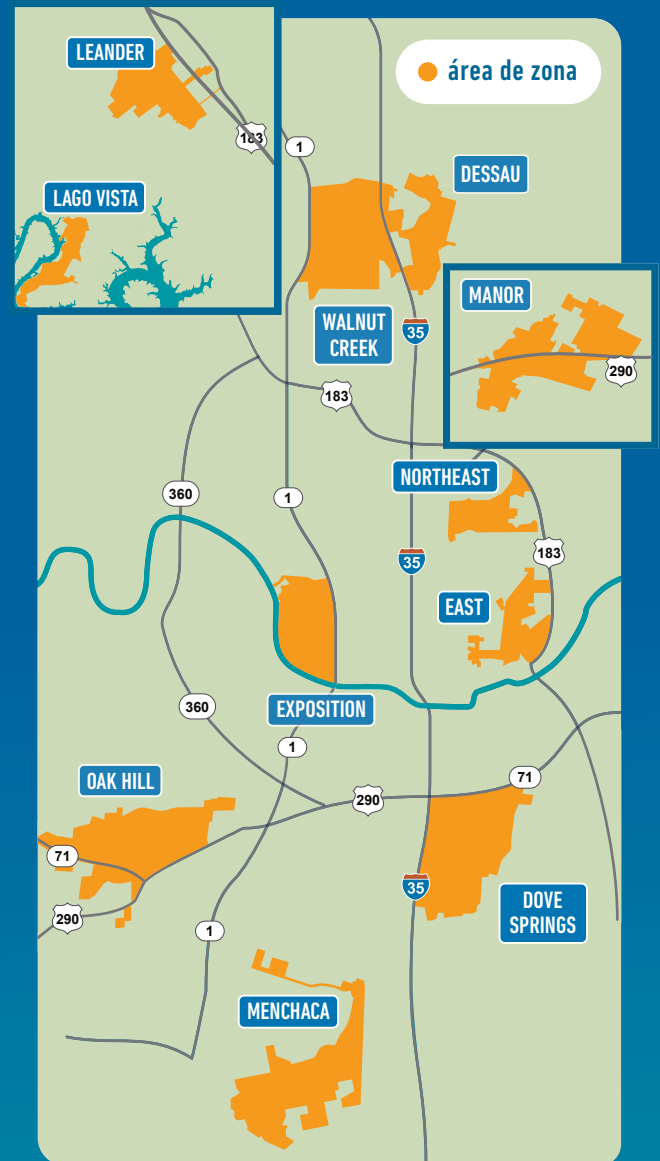 LEANDER
área de zona
183
1
DESSAU
LAGO VISTA
MANOR
WALNUT
CREEK
35
290
183
NORTHEAST
360
1
183
35
EAST
360
EXPOSITION
1
71
OAK HILL
290
71
35
DOVE
SPRINGS
290
1
MENCHACA